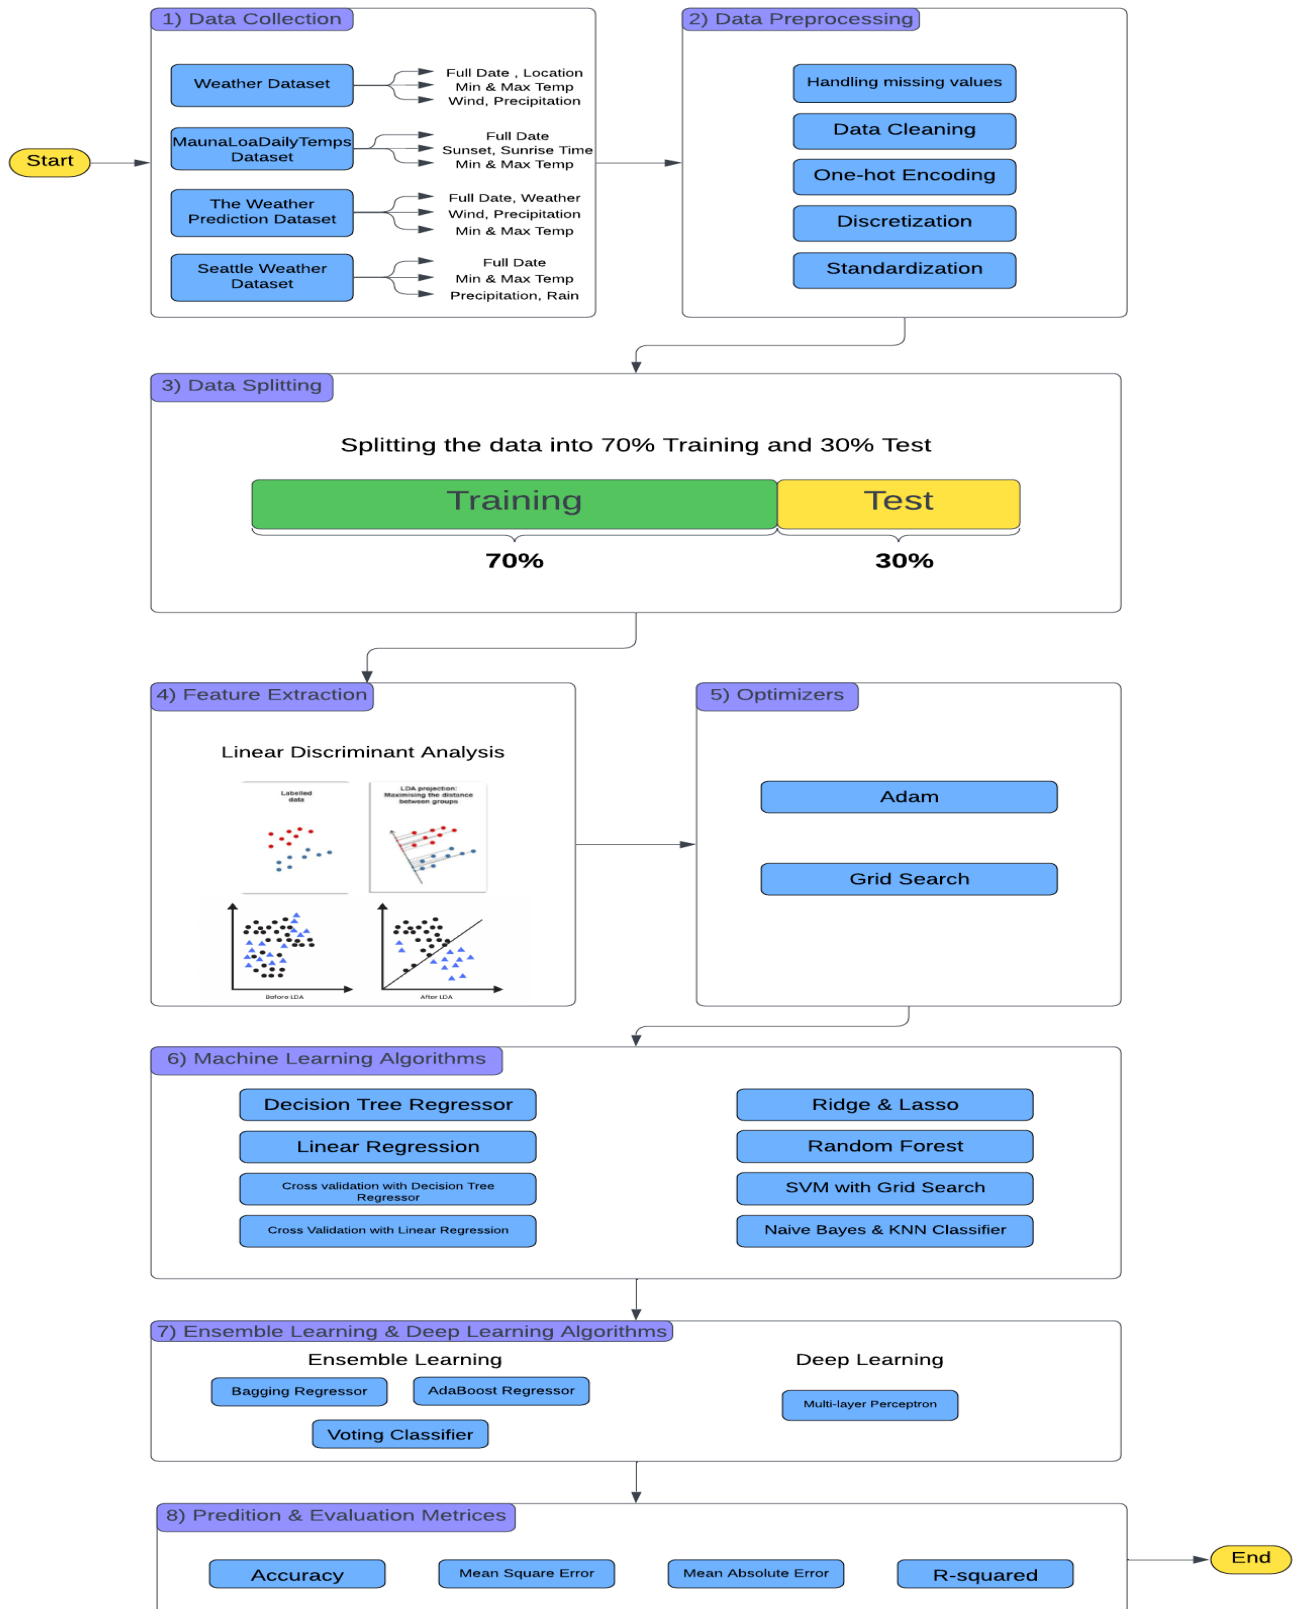 1) Data Collection
Start
Weather Dataset
Full Date , Location
Min & Max Temp
Wind, Precipitation
MaunaLoaDailyTemps
Dataset
Full Date
Sunset, Sunrise Time
Min & Max Temp
The Weather
Prediction Dataset
Full Date, Weather
Wind, Precipitation
Min & Max Temp
Seattle Weather
Dataset
Full Date
Min & Max Temp
Precipitation, Rain
2) Data Preprocessing
Handling missing values
Data Cleaning
One-hot Encoding
Discretization
Standardization
3) Data Splitting
Splitting the data into 70% Training and 30% Test
Training
Test
70%
30%
4) Feature Extraction
Linear Discriminant Analysis
Labelled
data
LDA projection:
Maximising the distance
between groups
Before LDA
After LDA
5) Optimizers
Adam
Grid Search
6) Machine Learning Algorithms
Decision Tree Regressor
Linear Regression
Cross validation with Decision Tree
Regressor
Cross Validation with Linear Regression
Ridge & Lasso
Random Forest
SVM with Grid Search
Naive Bayes & KNN Classifier
7) Ensemble Learning & Deep Learning Algorithms
Ensemble Learning
Bagging Regressor
AdaBoost Regressor
Voting Classifier
Deep Learning
Multi-layer Perceptron
8) Predition & Evaluation Metrices
Accuracy
Mean Square Error
Mean Absolute Error
R-squared
End